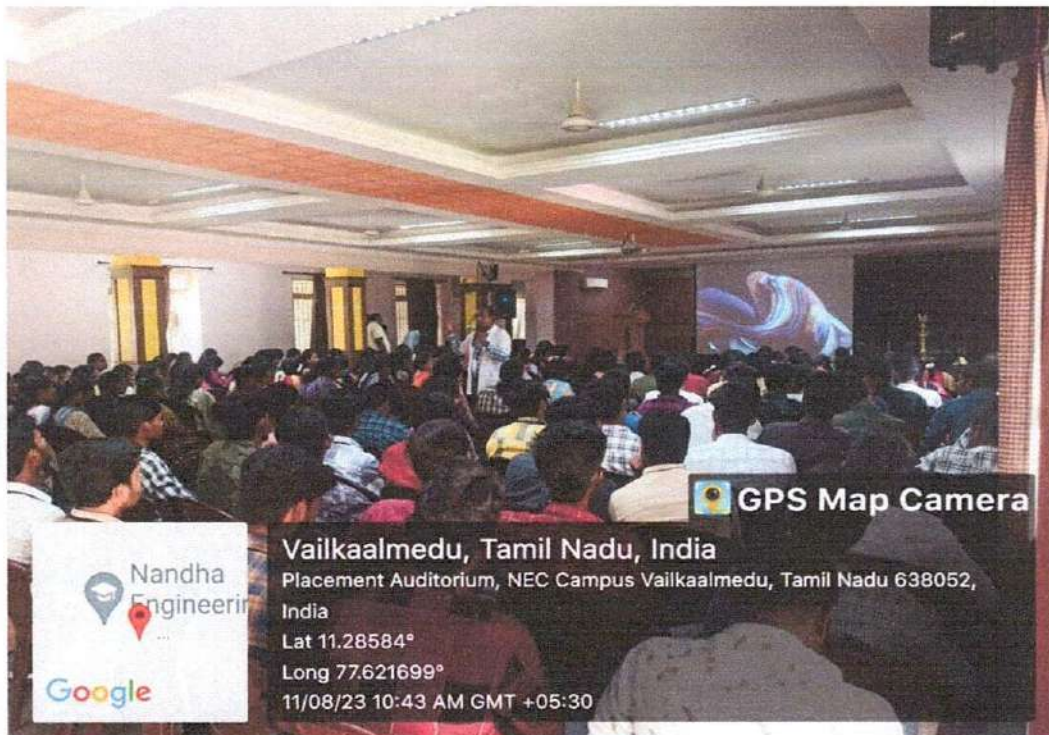 GPS Map Camera
Vailkaalmedu, Tamil Nadu, India
Placement Auditorium, NEC Campus Vailkaalmedu, Tamil Nadu 638052,
India
Lat 11.28584°
Long 77.621699°
11/08/23 10:43 AM GMT +05:30
Nandha
Engineerin
...
Google